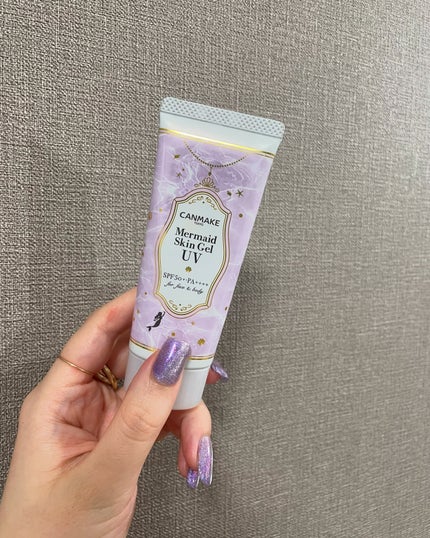 CANMAKE
Mermaid
Skin Gel
UV
SPF50+・PA++++
for face & body